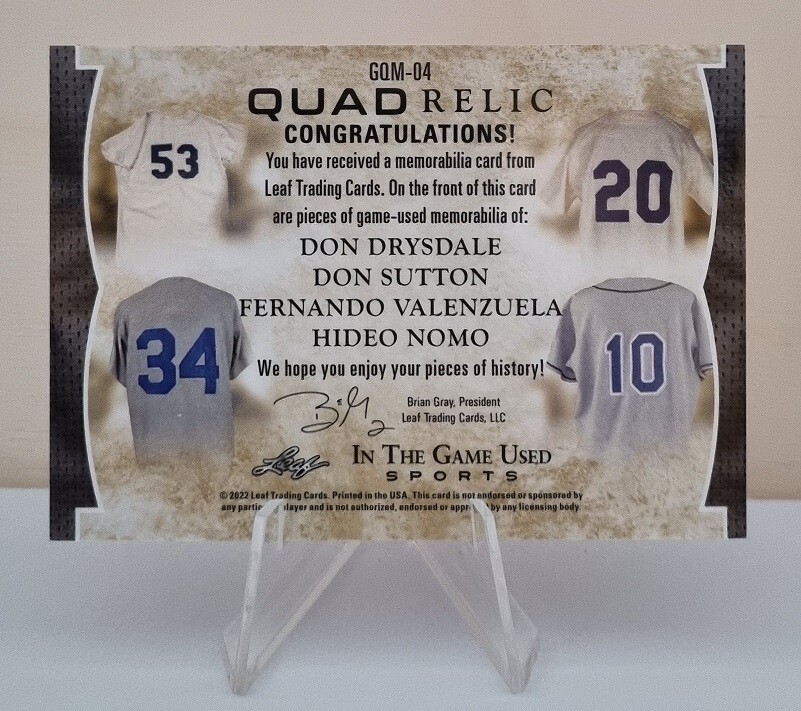 GQM-04
QUAD RELIC
CONGRATULATIONS!
You have received a memorabilia card from
Leaf Trading Cards. On the front of this card
are pieces of game-used memorabilia of:
DON DRYSDALE
DON SUTTON
FERNANDO VALENZUELA
HIDEO NOMO
We hope you enjoy your pieces of history!
Brian Gray, President
Leaf Trading Cards, LLC
Leaf
IN THE GAME USED
SPORTS
© 2022 Leaf Trading Cards. Printed in the USA. This card is not endorsed or sponsored by
any player and is not authorized, endorsed or by any licensing body.
53
20
34
10